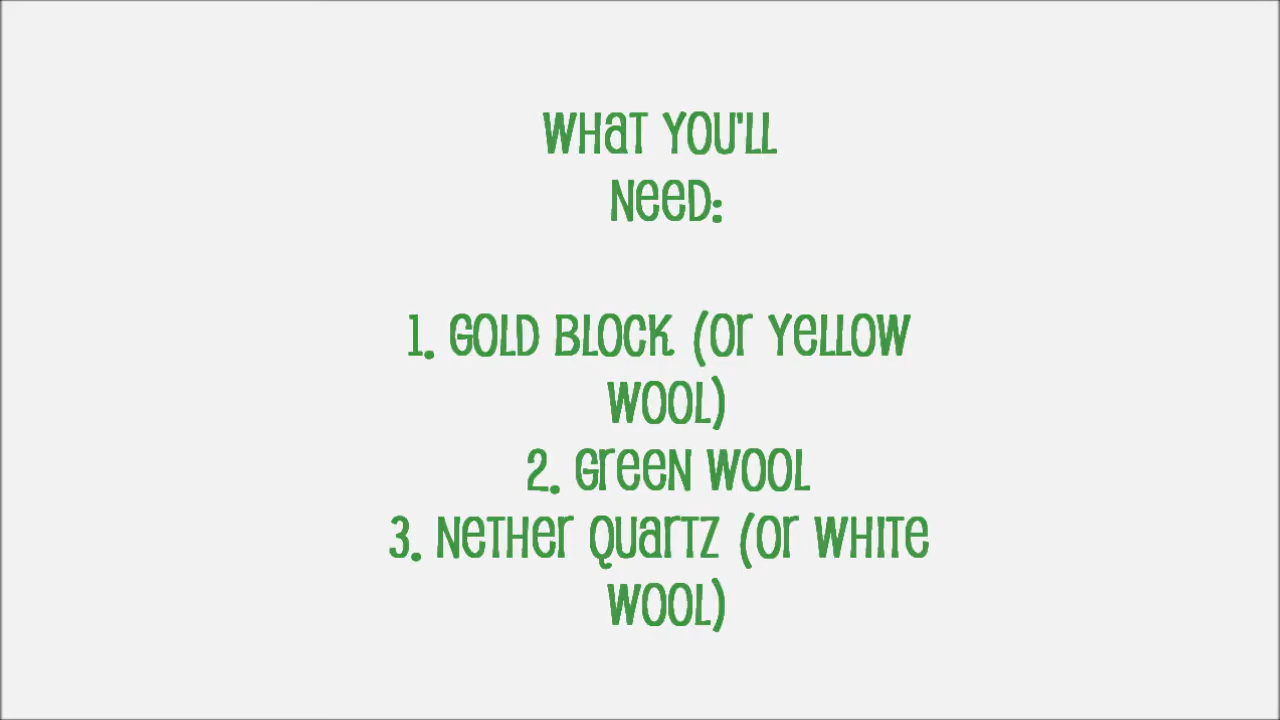 What You'll
Need:
1. Gold Block (or Yellow
Wool)
2. Green Wool
3. Nether Quartz (or White
Wool)